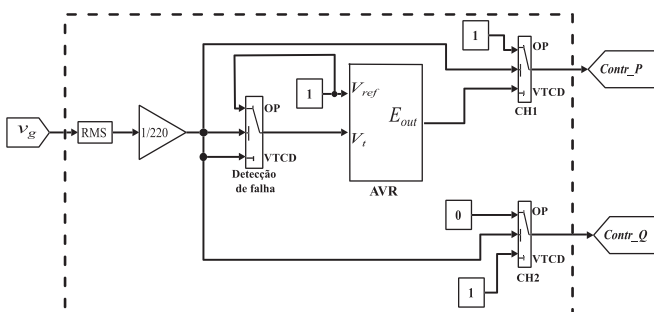 1
OP
Contr_P
VTCD
CH1
OP
1
V_ref
E_out
v_g
RMS
1/220
V_t
VTCD
Detecção
de falha
AVR
0
OP
Contr_Q
VTCD
1
CH2